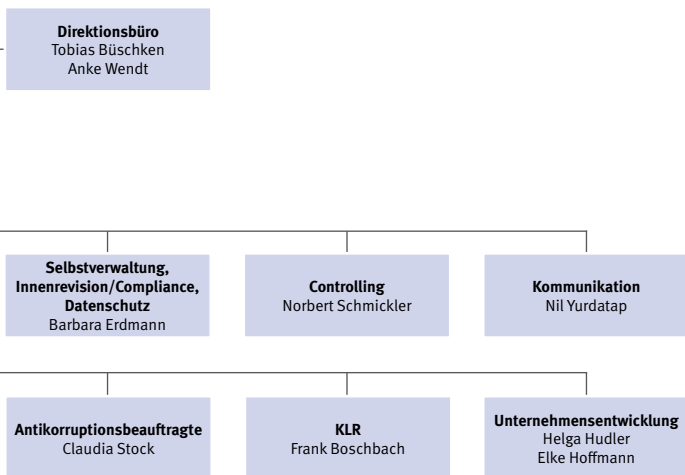 Direktionsbüro
Tobias Büschken
Anke Wendt
Selbstverwaltung,
Innenrevision/Compliance,
Datenschutz
Barbara Erdmann
Controlling
Norbert Schmickler
Kommunikation
Nil Yurdatap
Antikorruptionsbeauftragte
Claudia Stock
KLR
Frank Boschbach
Unternehmensentwicklung
Helga Hudler
Elke Hoffmann